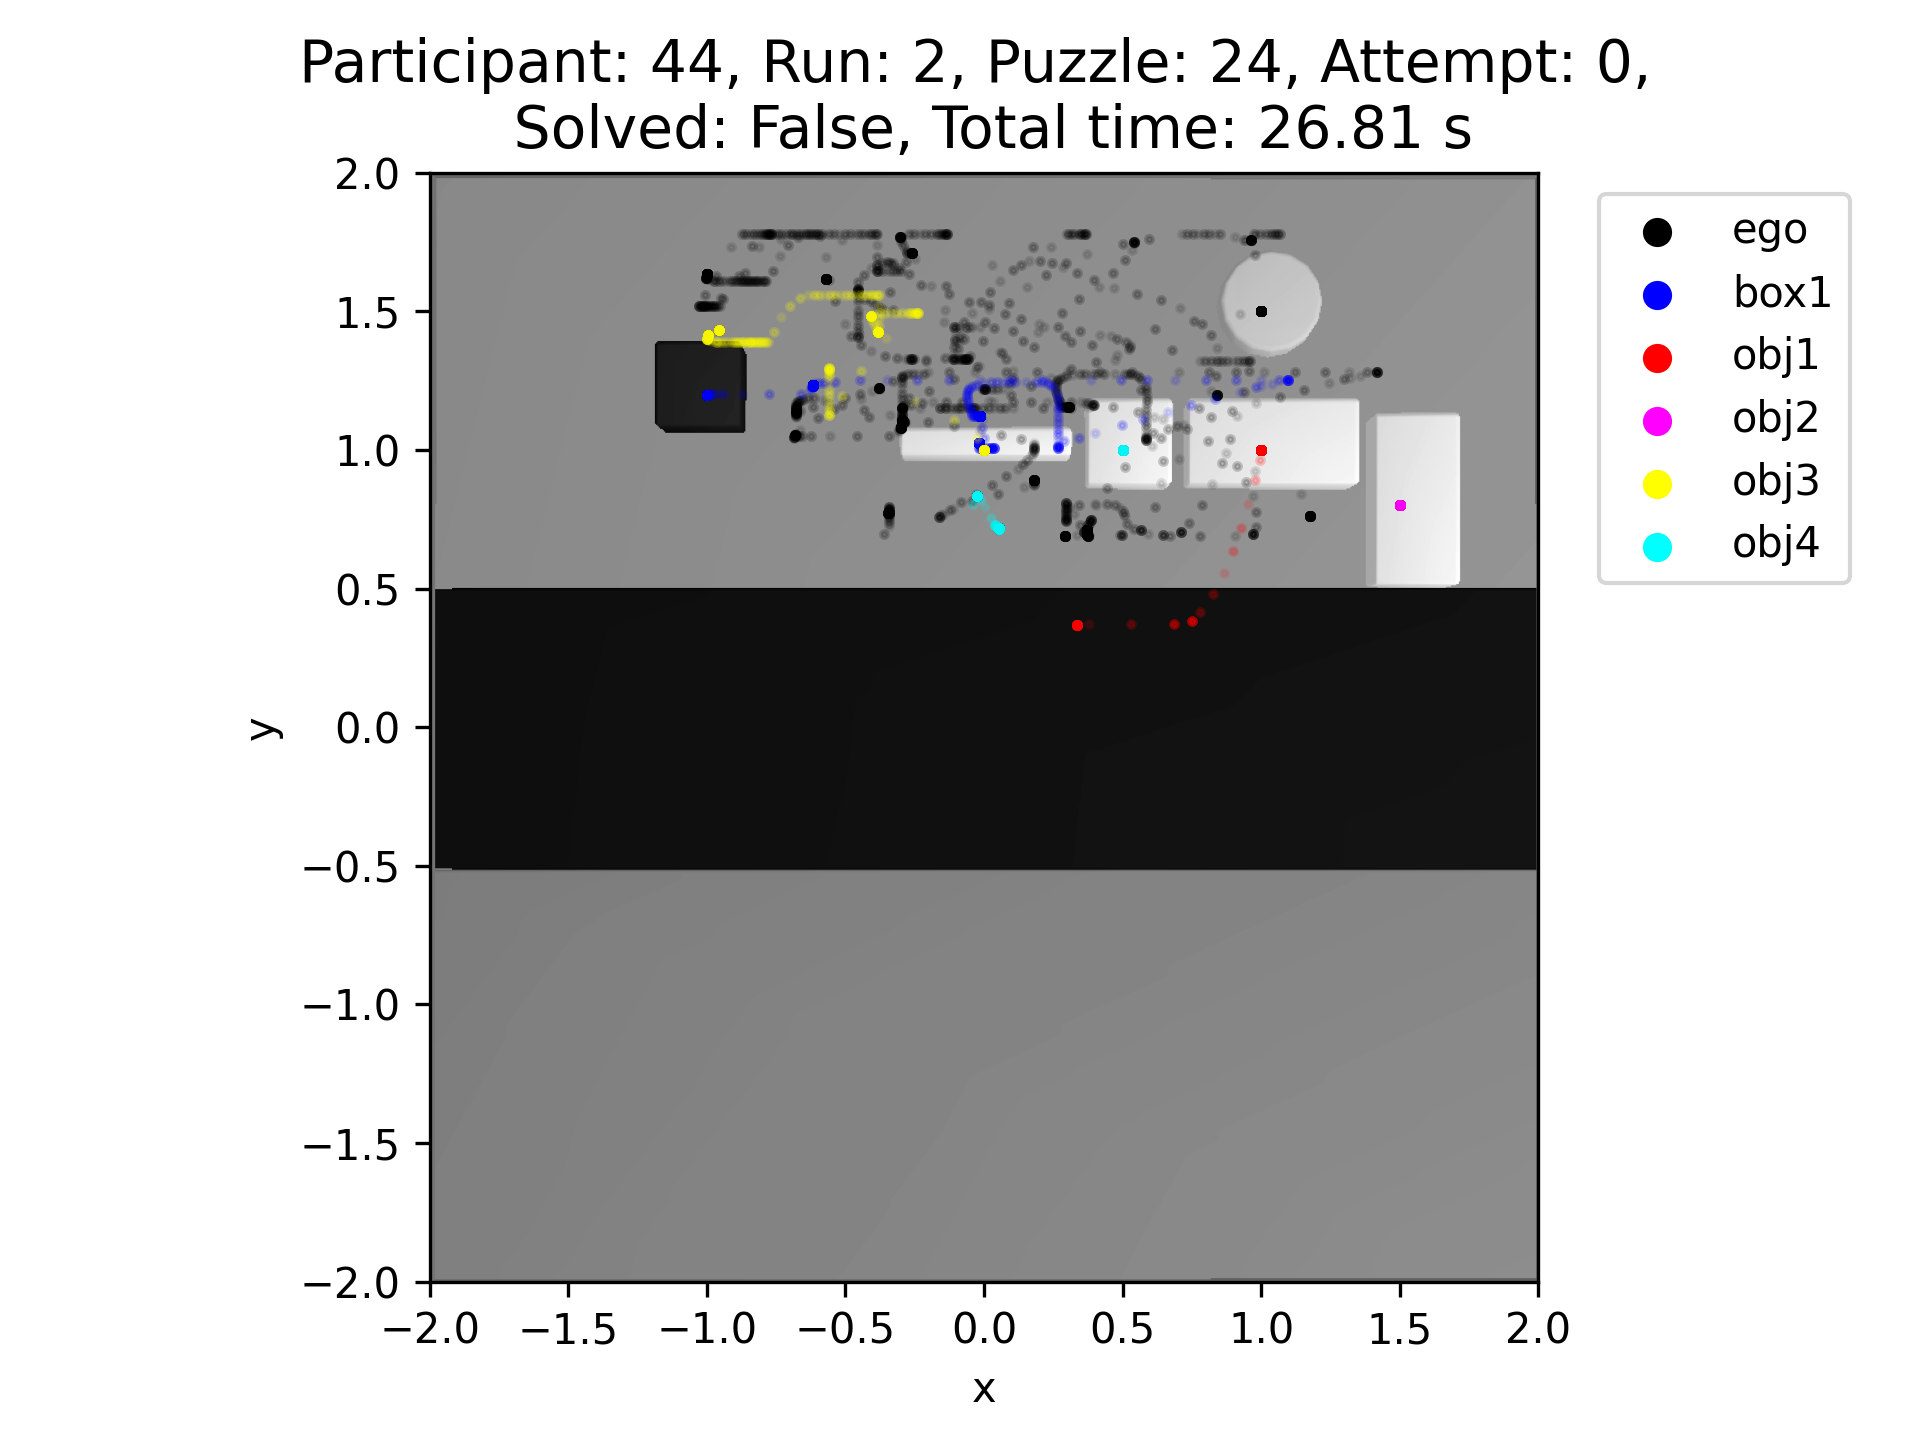 Participant: 44, Run: 2, Puzzle: 24, Attempt: 0,
Solved: False, Total time: 26.81 s
2.0
1.5
1.0
0.5
0.0
−0.5
−1.0
−1.5
−2.0
y
−2.0 −1.5 −1.0 −0.5 0.0 0.5 1.0 1.5 2.0
x
ego
box1
obj1
obj2
obj3
obj4